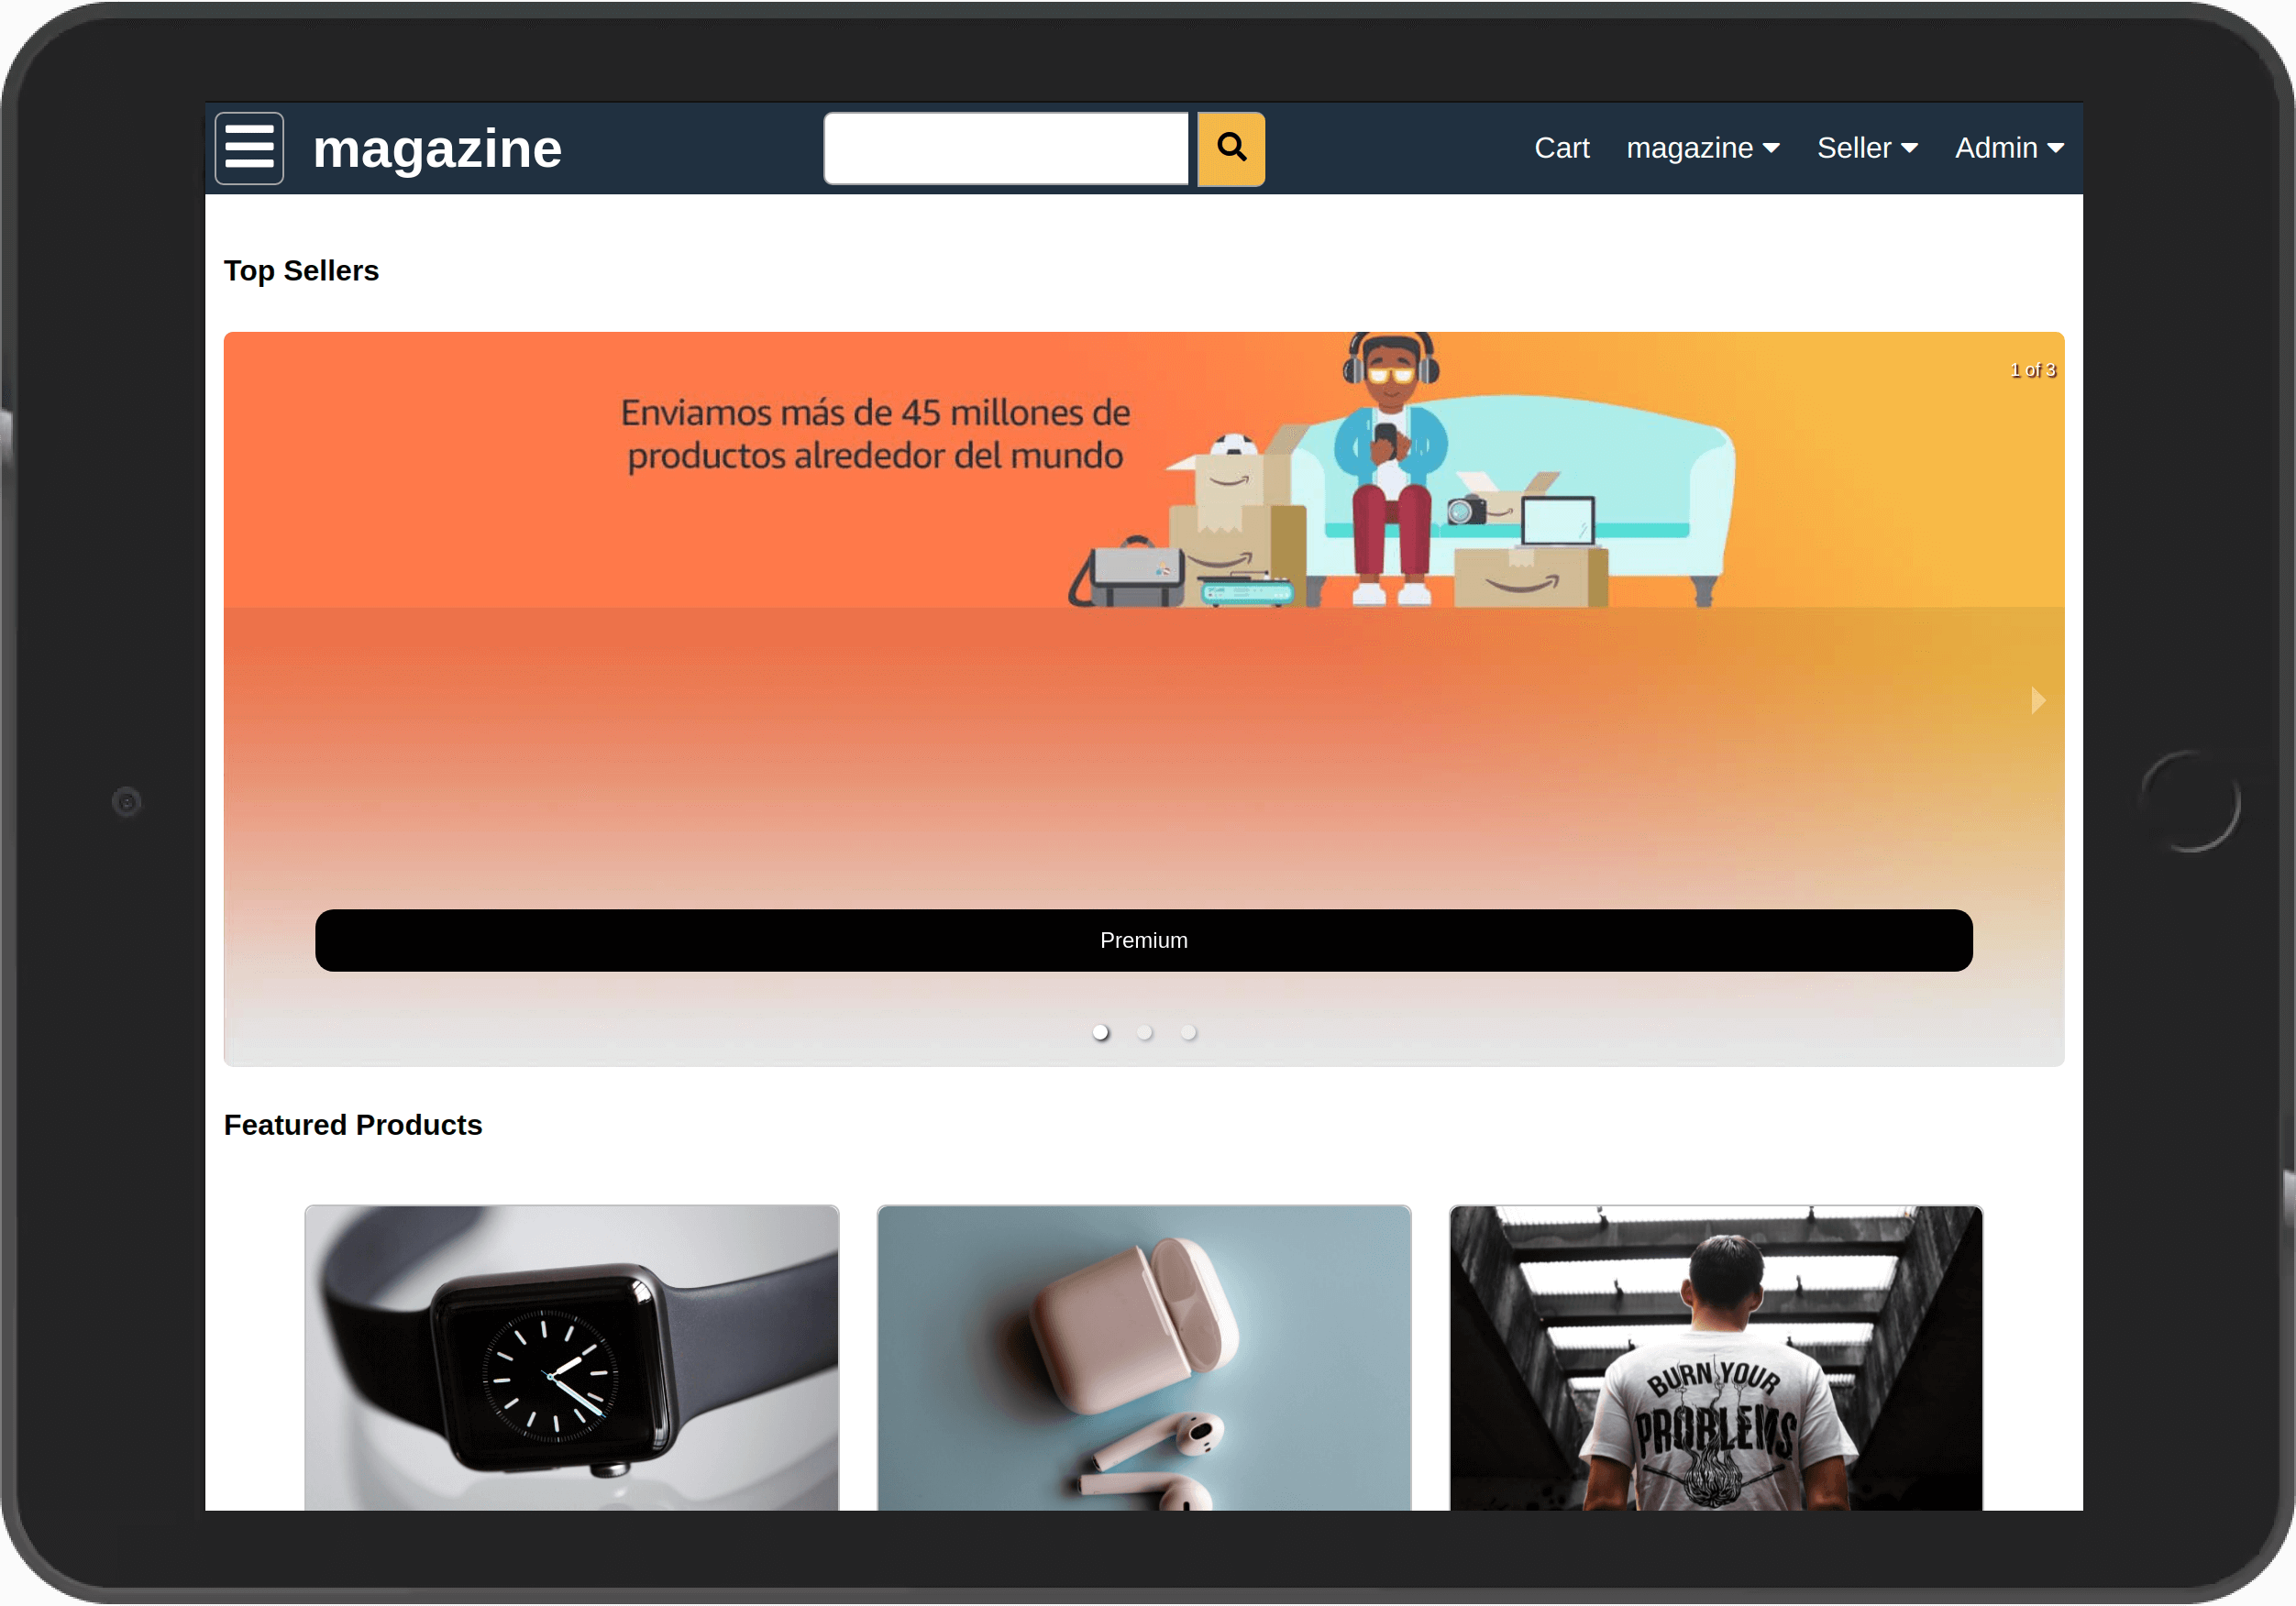 magazine
Cart
magazine
Seller
Admin
Top Sellers
1 of 3
Enviamos más de 45 millones de
productos alrededor del mundo
Premium
Featured Products
BURN YOUR
PROBLEMS